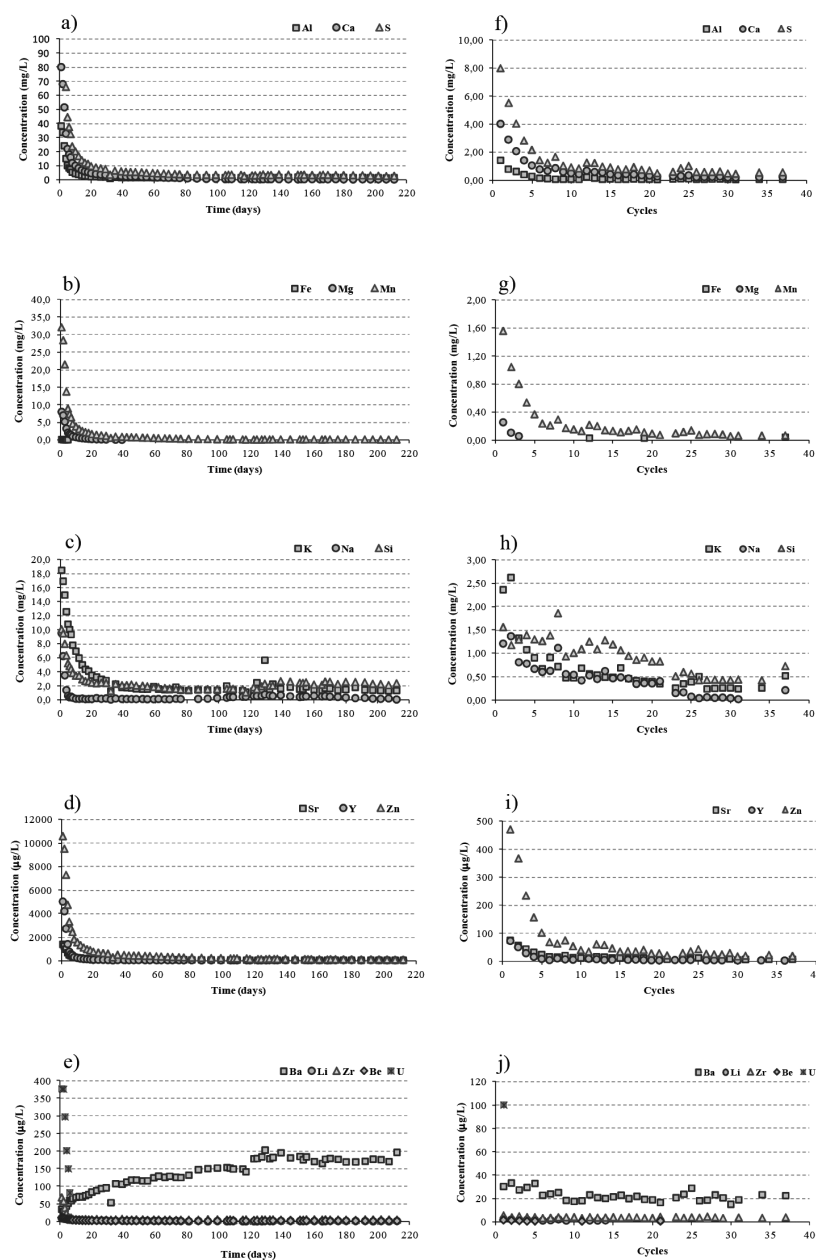 a)
Al Ca S
100
90
80
70
60
50
40
30
20
10
0
Concentration (mg/L)
0 20 40 60 80 100 120 140 160 180 200 220
Time (days)
f)
Al Ca S
10,00
8,00
6,00
4,00
2,00
0,00
Concentration (mg/L)
0 5 10 15 20 25 30 35 40
Cycles
b)
Fe Mg Mn
40,0
35,0
30,0
25,0
20,0
15,0
10,0
5,0
0,0
Concentration (mg/L)
0 20 40 60 80 100 120 140 160 180 200 220
Time (days)
g)
Fe Mg Mn
2,00
1,60
1,20
0,80
0,40
0,00
Concentration (mg/L)
0 5 10 15 20 25 30 35 40
Cycles
c)
K Na Si
20,0
18,0
16,0
14,0
12,0
10,0
8,0
6,0
4,0
2,0
0,0
Concentration (mg/L)
0 20 40 60 80 100 120 140 160 180 200 220
Time (days)
h)
K Na Si
3,00
2,50
2,00
1,50
1,00
0,50
0,00
Concentration (mg/L)
0 5 10 15 20 25 30 35 40
Cycles
d)
Sr Y Zn
12000
10000
8000
6000
4000
2000
0
Concentration (µg/L)
0 20 40 60 80 100 120 140 160 180 200 220
Time (days)
i)
Sr Y Zn
500
400
300
200
100
0
Concentration (µg/L)
0 5 10 15 20 25 30 35 40
Cycles
e)
Ba Li Zr Be U
400
350
300
250
200
150
100
50
0
Concentration (µg/L)
0 20 40 60 80 100 120 140 160 180 200 220
Time (days)
j)
Ba Li Zr Be U
120
100
80
60
40
20
0
Concentration (µg/L)
0 5 10 15 20 25 30 35 40
Cycles